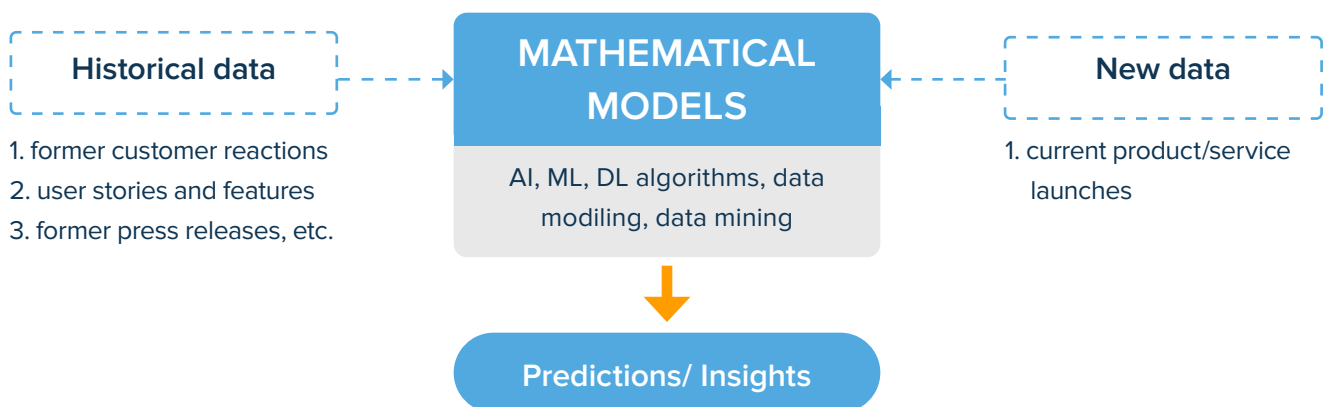 Historical data
1. former customer reactions
2. user stories and features
3. former press releases, etc.
MATHEMATICAL
MODELS
AI, ML, DL algorithms, data
modiling, data mining
New data
1. current product/service
launches
Predictions/ Insights